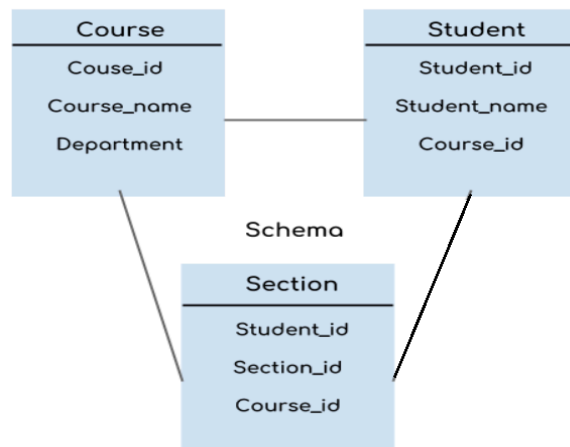 Course
Couse_id
Course_name
Department
Student
Student_id
Student_name
Course_id
Schema
Section
Student_id
Section_id
Course_id